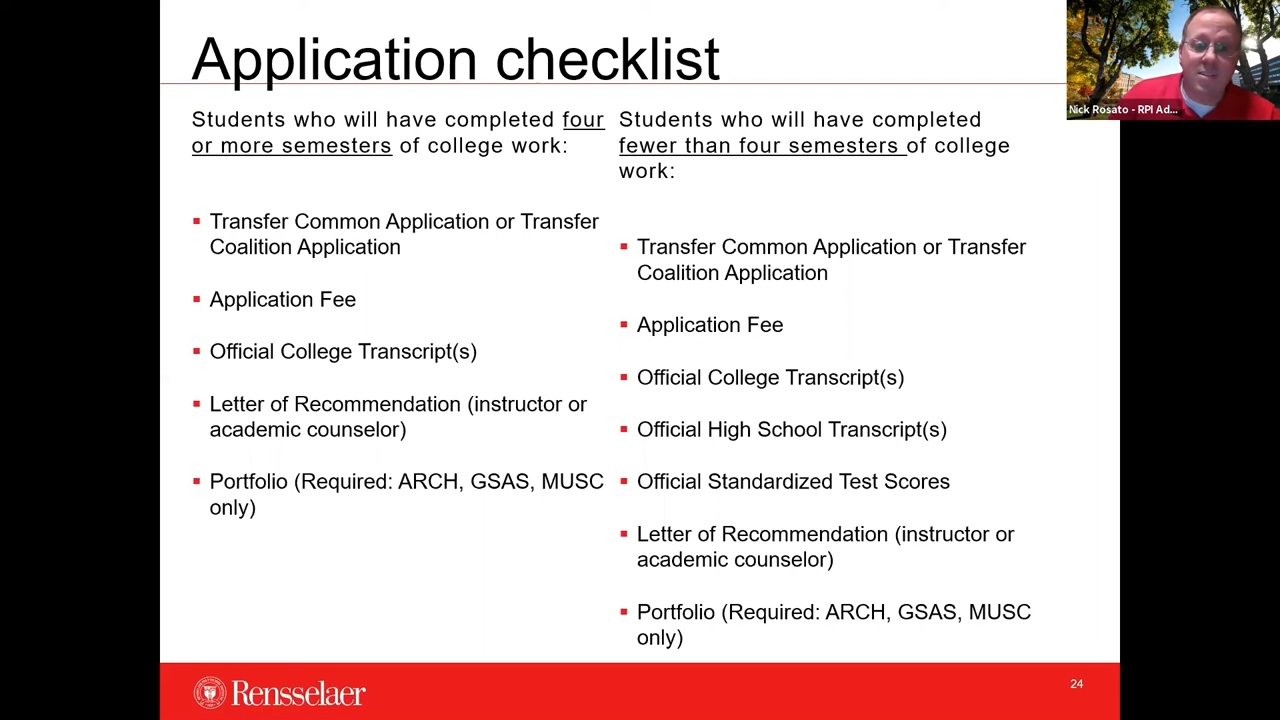 Application checklist
Nick Rosato - RPI Ad...
Students who will have completed four
or more semesters of college work:
▪ Transfer Common Application or Transfer
Coalition Application
▪ Application Fee
▪ Official College Transcript(s)
▪ Letter of Recommendation (instructor or
academic counselor)
▪ Portfolio (Required: ARCH, GSAS, MUSC
only)
Students who will have completed
fewer than four semesters of college
work:
▪ Transfer Common Application or Transfer
Coalition Application
▪ Application Fee
▪ Official College Transcript(s)
▪ Official High School Transcript(s)
▪ Official Standardized Test Scores
▪ Letter of Recommendation (instructor or
academic counselor)
▪ Portfolio (Required: ARCH, GSAS, MUSC
only)
Rensselaer
24